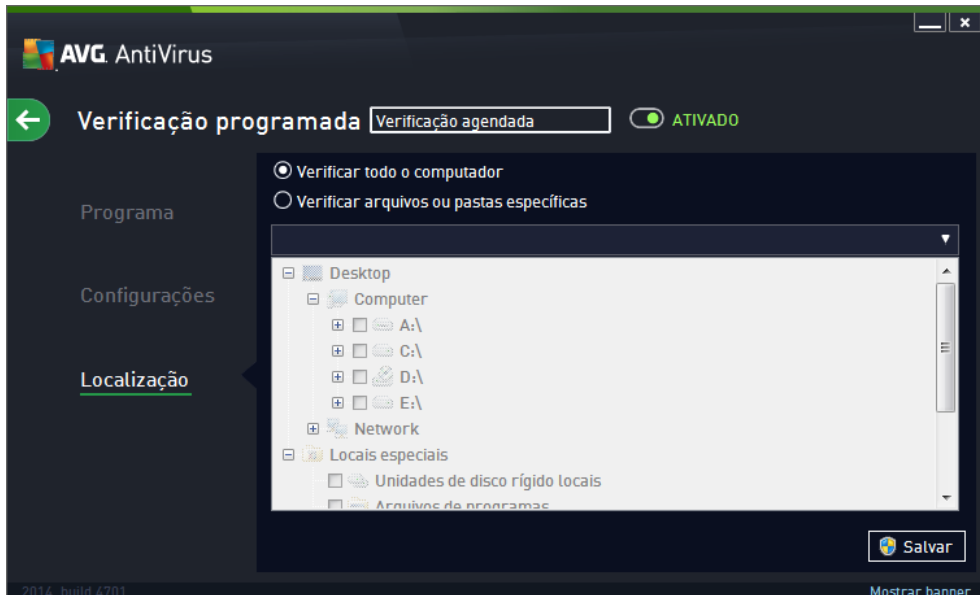 AVG. AntiVirus
Verificação programada Verificação agendada ATIVADO
Verificar todo o computador
Verificar arquivos ou pastas específicas
Programa
Configurações
Localização
Desktop
Computer
A:\
C:\
D:\
E:\
Network
Locais especiais
Unidades de disco rígido locais
Arquivos de programas
Salvar
2014 build 4701
Mostrar banner